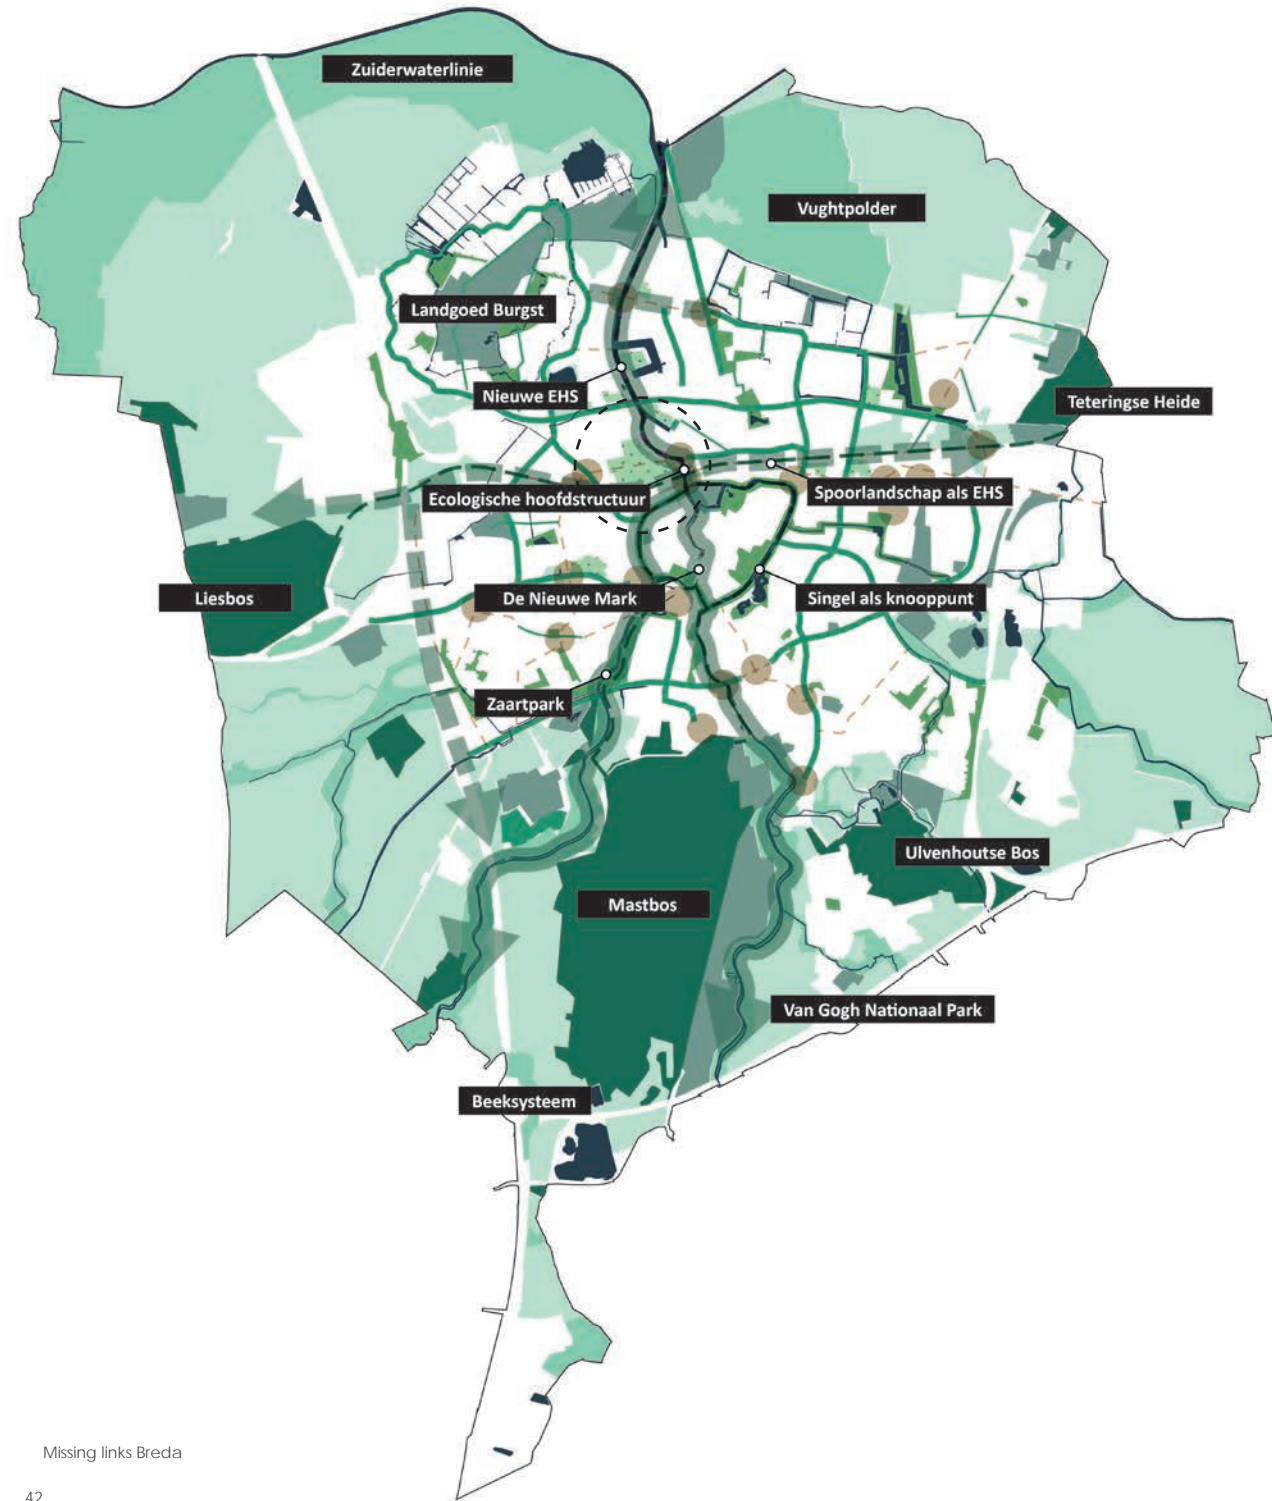 Zuiderwaterlinie
Vughtpolder
Landgoed Burgst
Nieuwe EHS
Teteringse Heide
Ecologische hoofdstructuur
Spoorlandschap als EHS
Liesbos
De Nieuwe Mark
Singel als knooppunt
Zaartpark
Ulvenhoutse Bos
Mastbos
Van Gogh Nationaal Park
Beeksysteem
Missing links Breda
42